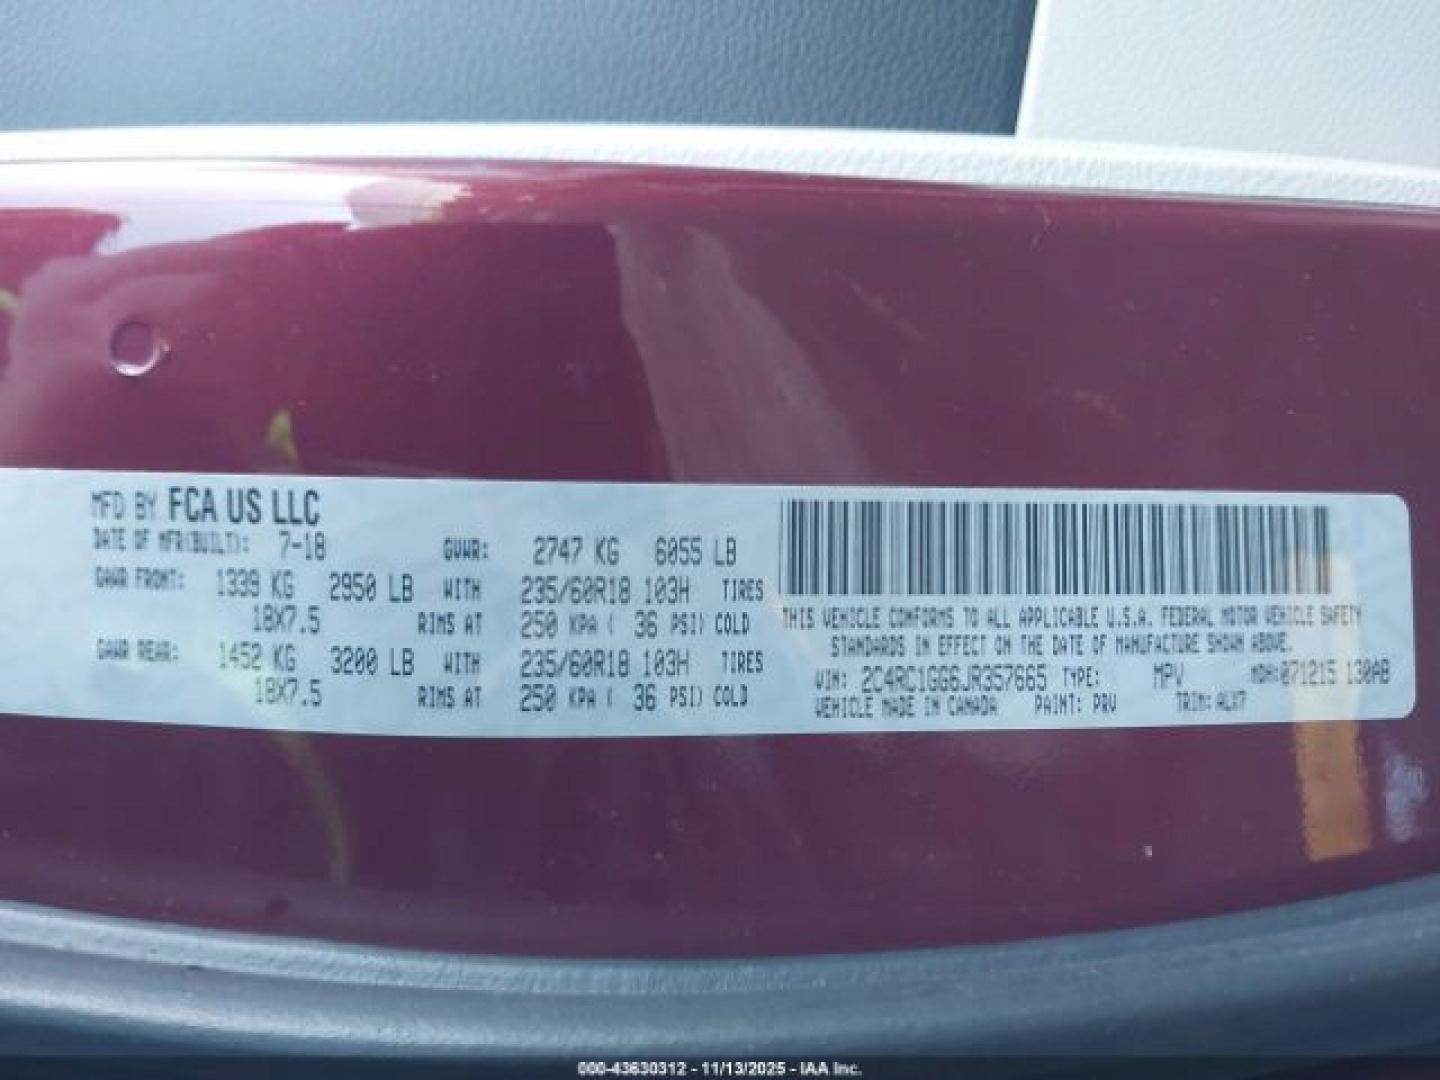 MFD BY FCA US LLC
DATE OF MFR(BUILT): 7-18 GVWR: 2747 KG 6055 LB
GAWR FRONT: 1339 KG 2950 LB WITH 235/60R18 103H TIRES
18X7.5 RIMS AT 250 KPA ( 36 PSI) COLD
GAWR REAR: 1452 KG 3200 LB WITH 235/60R18 103H TIRES
18X7.5 RIMS AT 250 KPA ( 36 PSI) COLD
THIS VEHICLE CONFORMS TO ALL APPLICABLE U.S.A. FEDERAL MOTOR VEHICLE SAFETY
STANDARDS IN EFFECT ON THE DATE OF MANUFACTURE SHOWN ABOVE.
VIN: 2C4RC1GG6JR357665 TYPE: MPV MDH: 071215 130AB
VEHICLE MADE IN CANADA PAINT: PRV TRIM: ALX7
000-43630312 - 11/13/2025 - IAA Inc.